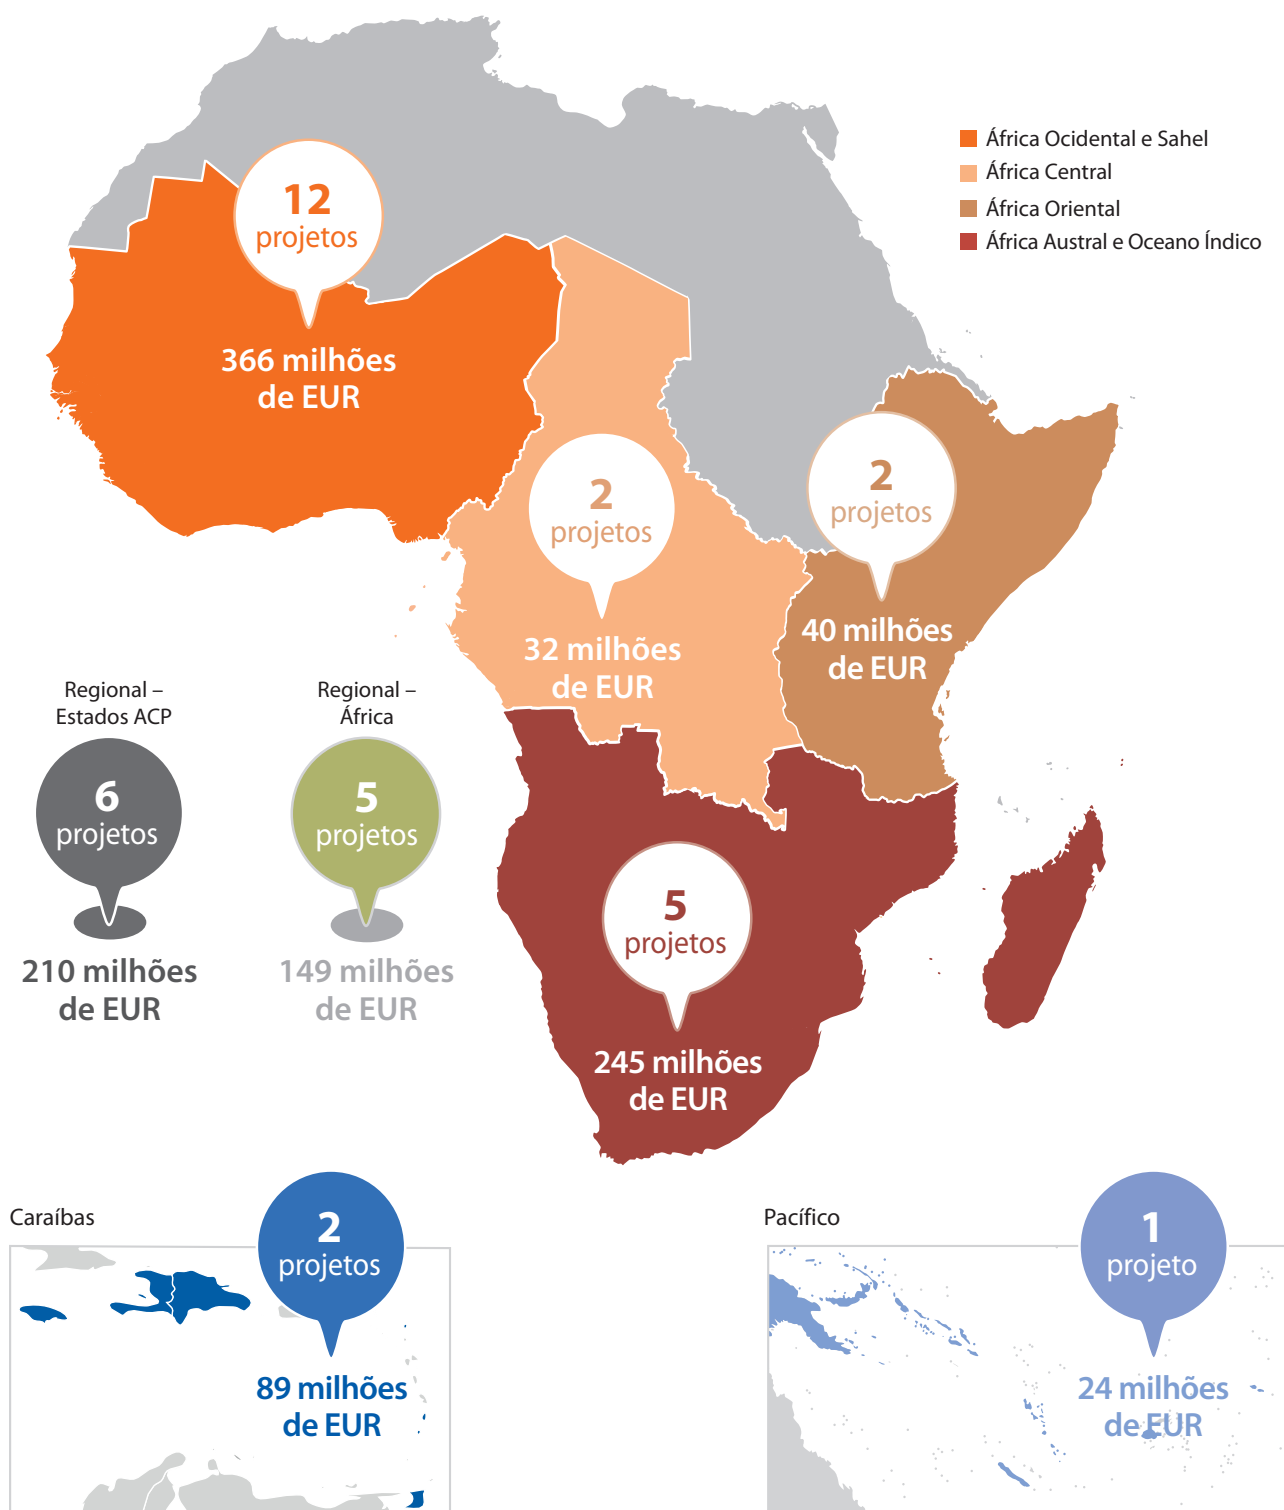 África Ocidental e Sahel
África Central
África Oriental
África Austral e Oceano Índico
12
projetos
366 milhões
de EUR
2
projetos
32 milhões
de EUR
2
projetos
40 milhões
de EUR
Regional –
Estados ACP
6
projetos
210 milhões
de EUR
Regional –
África
5
projetos
149 milhões
de EUR
5
projetos
245 milhões
de EUR
Caraíbas
2
projetos
89 milhões
de EUR
Pacífico
1
projeto
24 milhões
de EUR